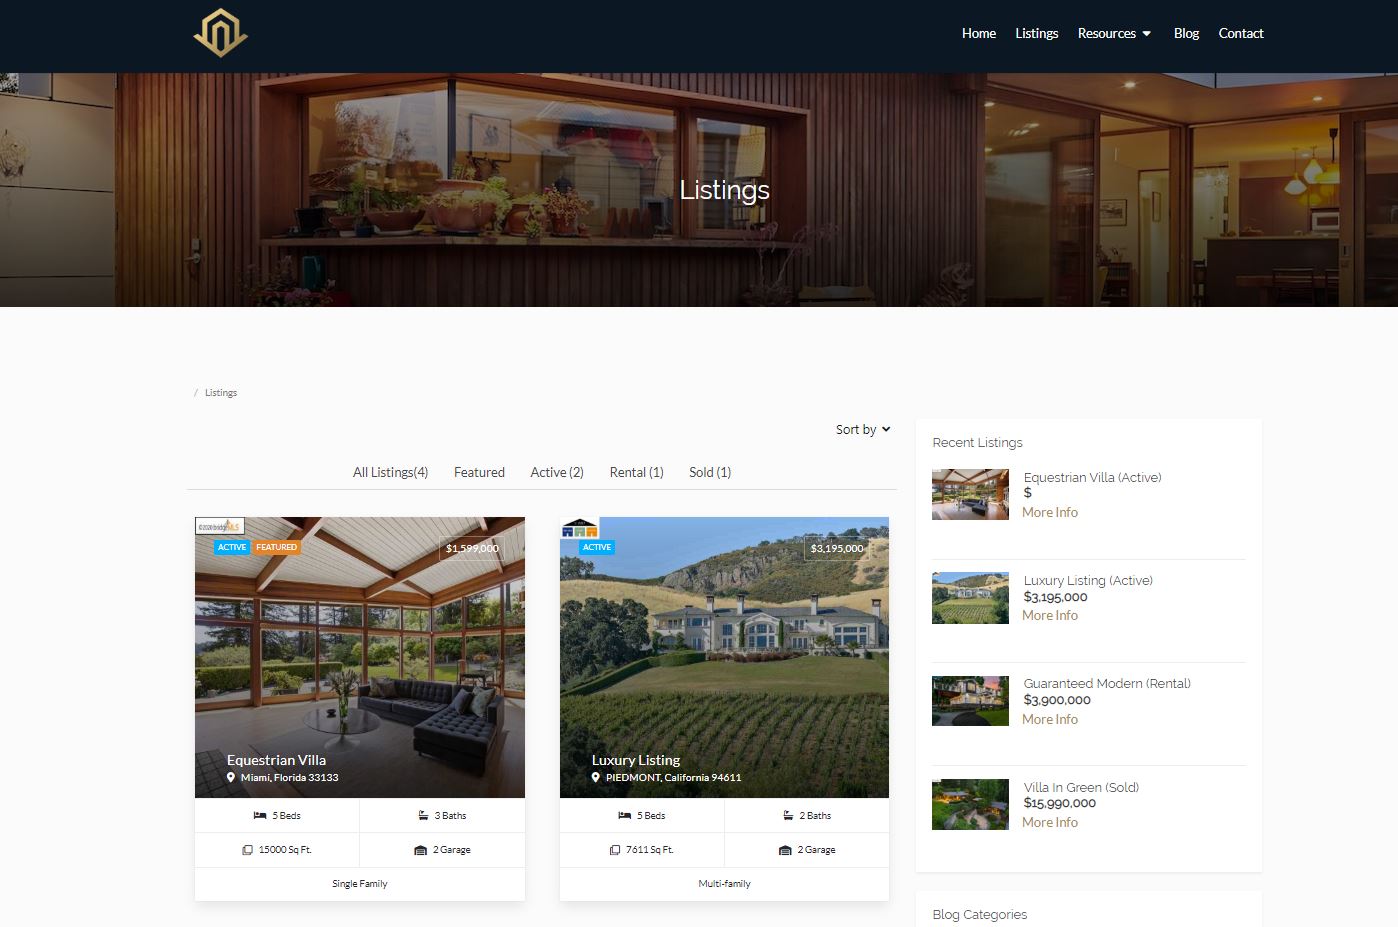 Home Listings Resources Blog Contact
Listings
/ Listings
Sort by
All Listings(4) Featured Active (2) Rental (1) Sold (1)
©2020 bridgeMLS
ACTIVE FEATURED
$1,599,000
Equestrian Villa
Miami, Florida 33133
5 Beds
3 Baths
15000 Sq Ft.
2 Garage
Single Family
ACTIVE
$3,195,000
Luxury Listing
PIEDMONT, California 94611
5 Beds
2 Baths
7611 Sq Ft.
2 Garage
Multi-family
Recent Listings
Equestrian Villa (Active)
$
More Info
Luxury Listing (Active)
$3,195,000
More Info
Guaranteed Modern (Rental)
$3,900,000
More Info
Villa In Green (Sold)
$15,990,000
More Info
Blog Categories